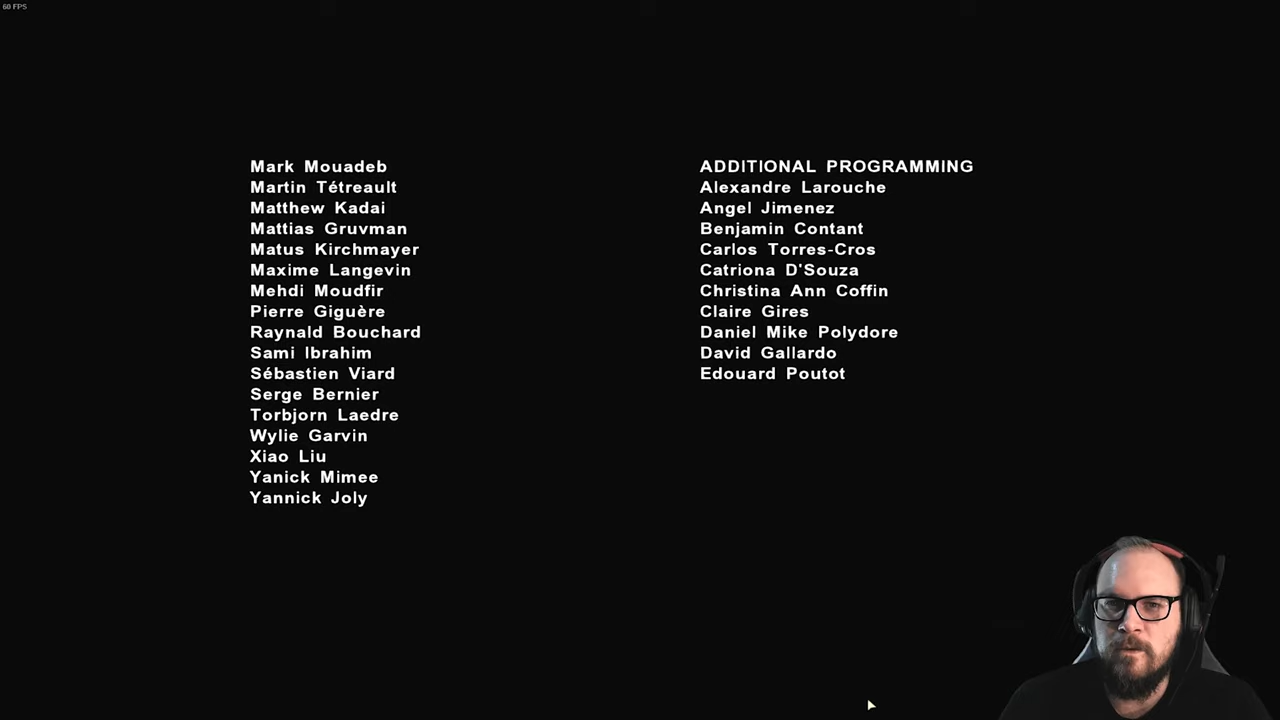 60 FPS
Mark Mouadeb
Martin Tétreault
Matthew Kadai
Mattias Gruvman
Matus Kirchmayer
Maxime Langevin
Mehdi Moudfir
Pierre Giguère
Raynald Bouchard
Sami Ibrahim
Sébastien Viard
Serge Bernier
Torbjorn Laedre
Wylie Garvin
Xiao Liu
Yanick Mimee
Yannick Joly
ADDITIONAL PROGRAMMING
Alexandre Larouche
Angel Jimenez
Benjamin Contant
Carlos Torres-Cros
Catriona D'Souza
Christina Ann Coffin
Claire Gires
Daniel Mike Polydore
David Gallardo
Edouard Poutot